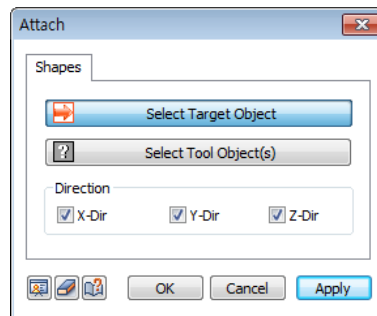 Attach
Shapes
Select Target Object
? Select Tool Object(s)
Direction
X-Dir Y-Dir Z-Dir
OK Cancel Apply